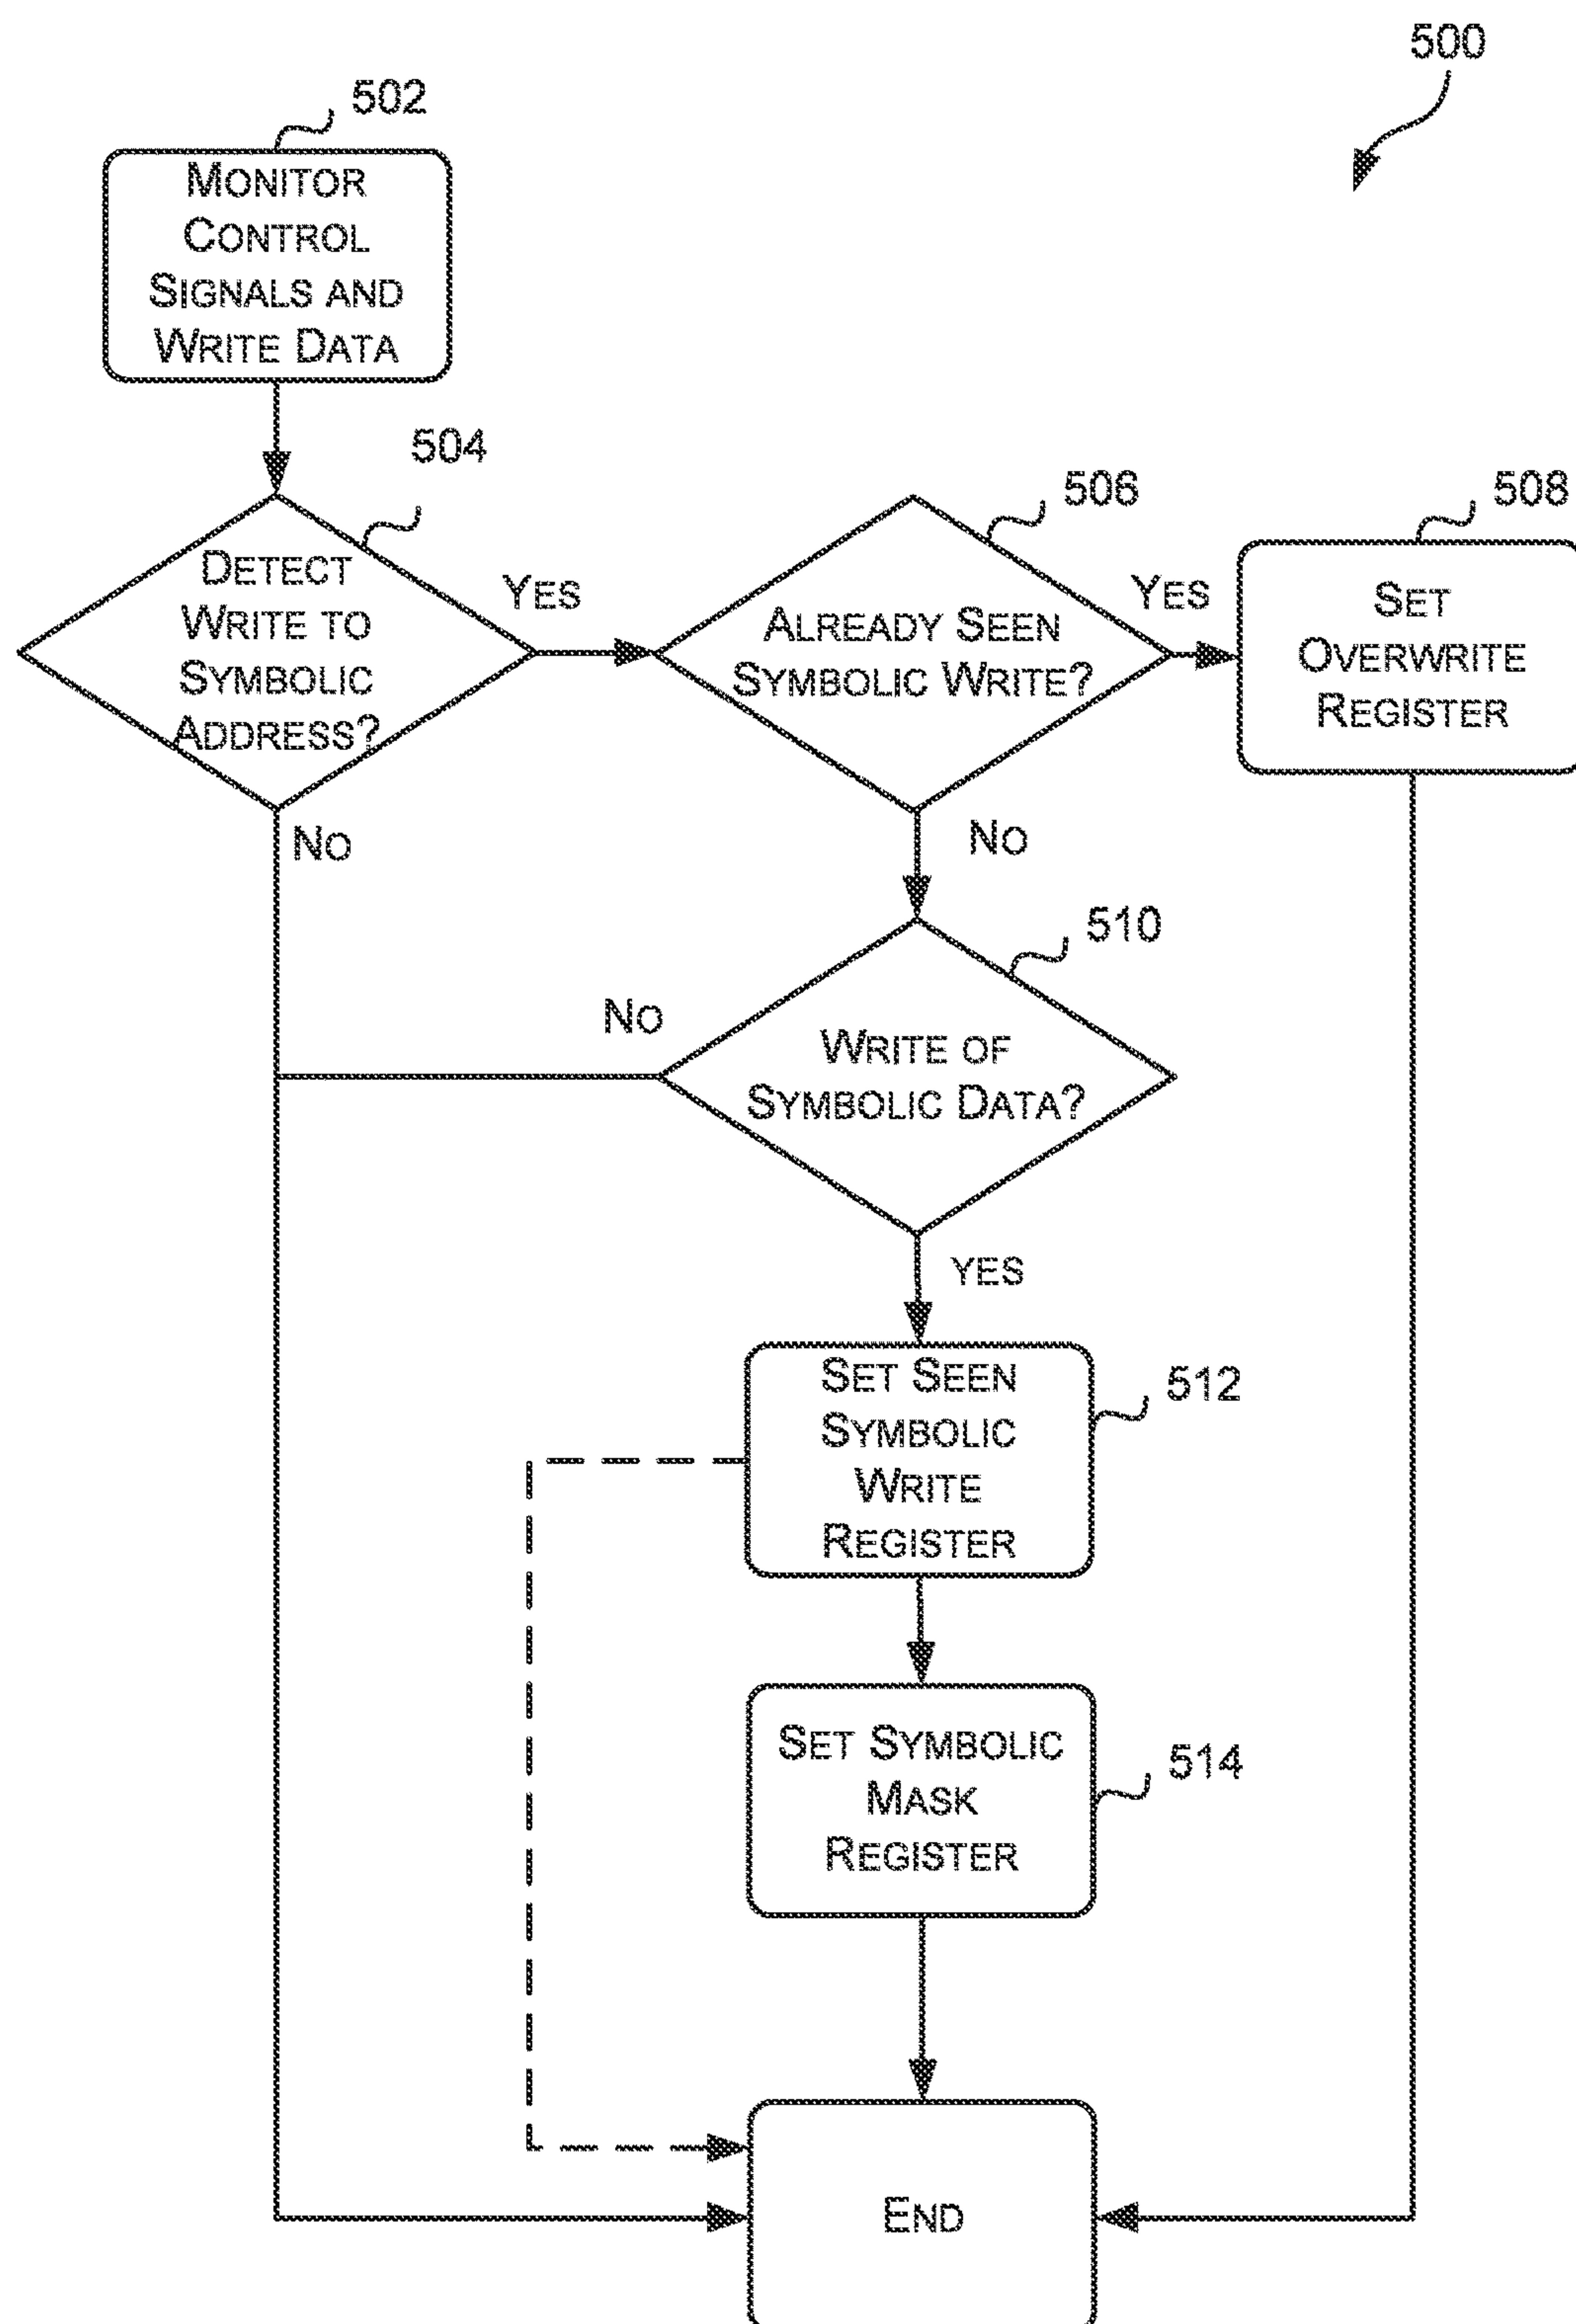 500
502
MONITOR
CONTROL
SIGNALS AND
WRITE DATA
504
DETECT
WRITE TO
SYMBOLIC
ADDRESS?
YES
NO
506
ALREADY SEEN
SYMBOLIC WRITE?
YES
NO
508
SET
OVERWRITE
REGISTER
510
WRITE OF
SYMBOLIC DATA?
NO
YES
512
SET SEEN
SYMBOLIC
WRITE
REGISTER
514
SET SYMBOLIC
MASK
REGISTER
END